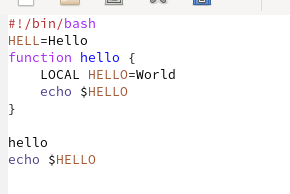 #!/bin/bash
HELL=Hello
function hello {
    LOCAL HELLO=World
    echo $HELLO
}

hello
echo $HELLO